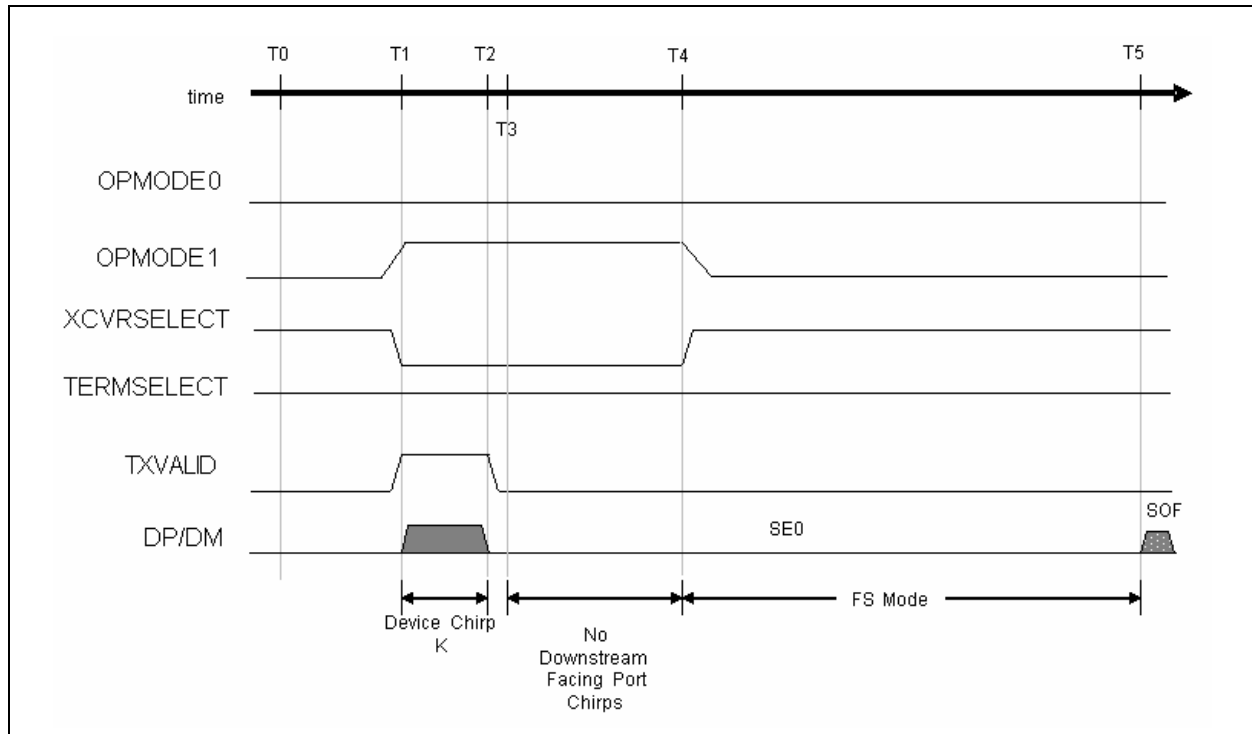 T0 T1 T2 T4 T5
time
T3
OPMODE0
OPMODE1
XCVRSELECT
TERMSELECT
TXVALID
SOF
DP/DM
SE0
FS Mode
Device Chirp
K
No
Downstream
Facing Port
Chirps